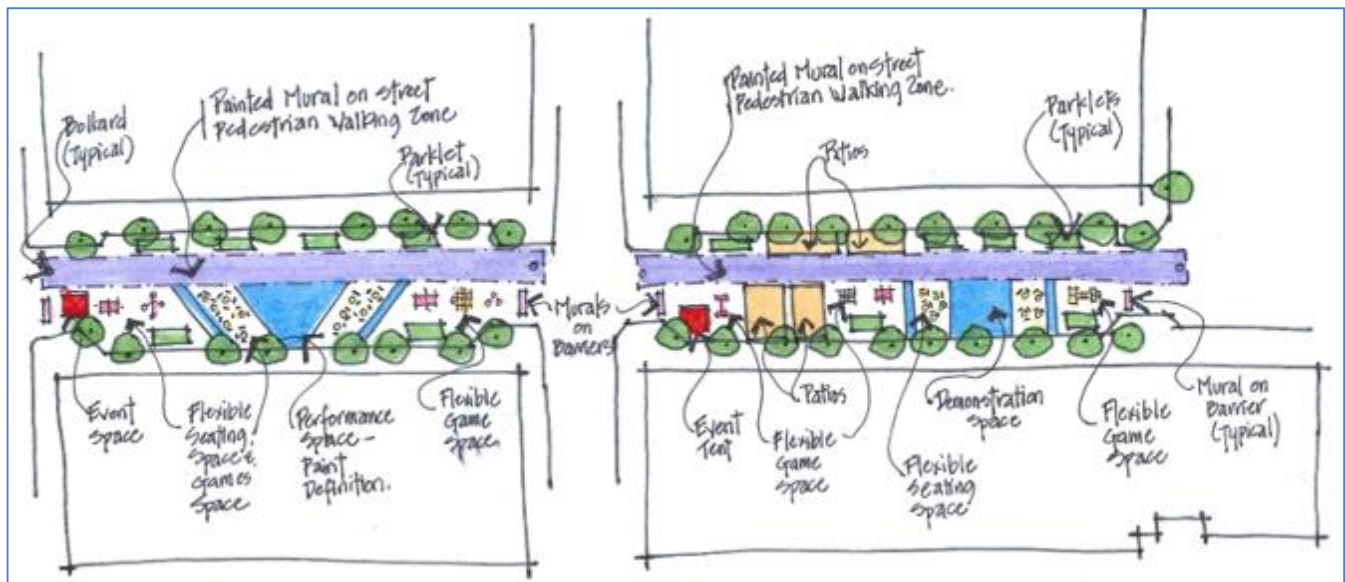 Bollard
(Typical)
Painted Mural on street
Pedestrian Walking Zone
Parklet
(Typical)
Painted Mural on street
Pedestrian Walking Zone.
Patios
Parklets
(Typical)
Murals
on
Barriers
Event
Space
Flexible
Seating
Space &
Games
Space
Performance
Space -
Paint
Definition.
Flexible
Game
Space
Event
Tent
Flexible
Game
Space
Patios
Flexible
Seating
Space
Demonstration
Space
Flexible
Game
Space
Mural on
Barrier
(Typical)